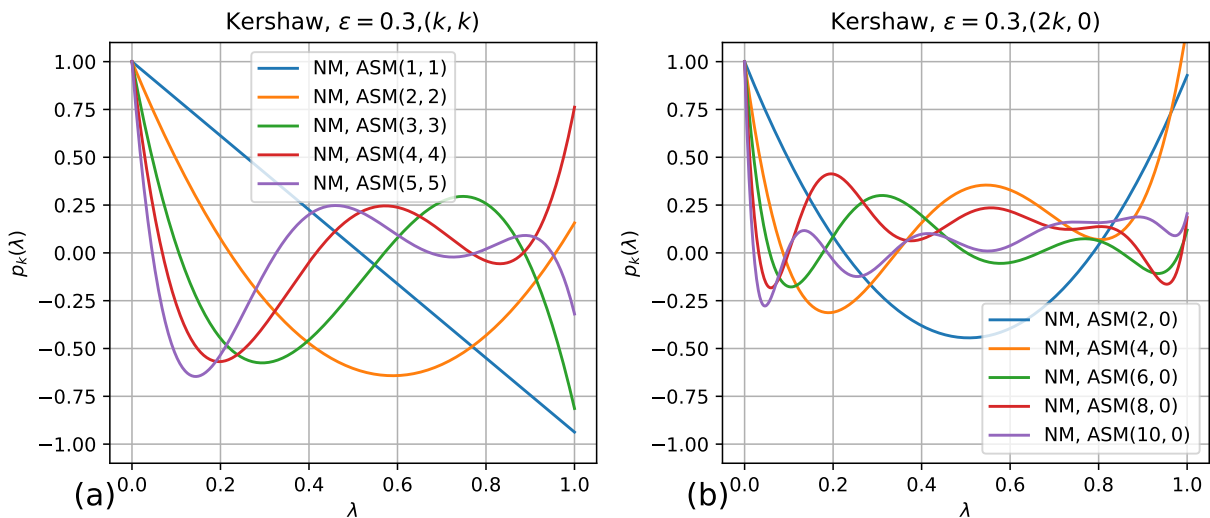 Kershaw, ε = 0.3,(k, k)
1.00
0.75
0.50
0.25
0.00
−0.25
−0.50
−0.75
−1.00
p_k(λ)
NM, ASM(1, 1)
NM, ASM(2, 2)
NM, ASM(3, 3)
NM, ASM(4, 4)
NM, ASM(5, 5)
0.0 0.2 0.4 0.6 0.8 1.0
λ
(a)
Kershaw, ε = 0.3,(2k, 0)
1.00
0.75
0.50
0.25
0.00
−0.25
−0.50
−0.75
−1.00
p_k(λ)
NM, ASM(2, 0)
NM, ASM(4, 0)
NM, ASM(6, 0)
NM, ASM(8, 0)
NM, ASM(10, 0)
0.0 0.2 0.4 0.6 0.8 1.0
λ
(b)